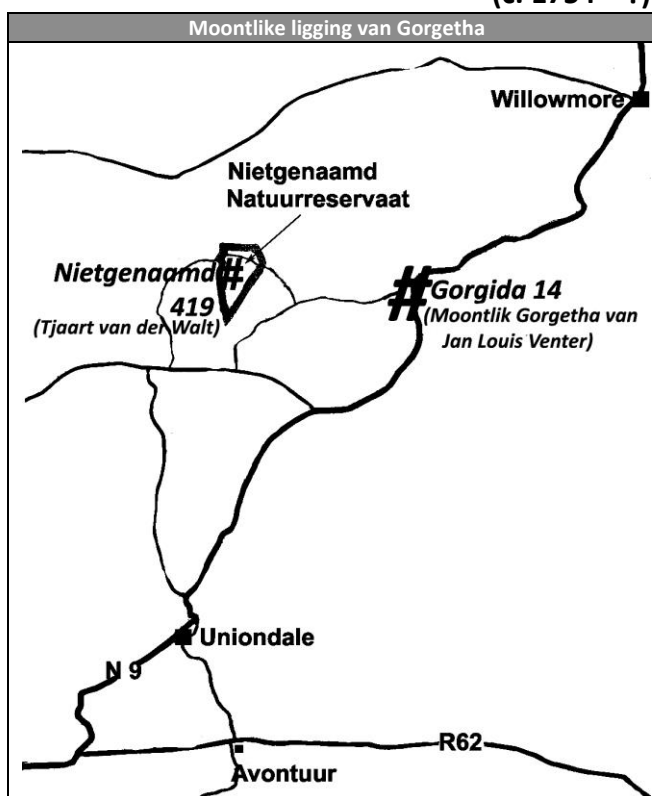 (c. 1754 - ?)
Moontlike ligging van Gorgetha
Willowmore
Nietgenaamd
Natuurreservaat
Nietgenaamd
419
(Tjaart van der Walt)
Gorgida 14
(Moontlik Gorgetha van
Jan Louis Venter)
Uniondale
N 9
R62
Avontuur